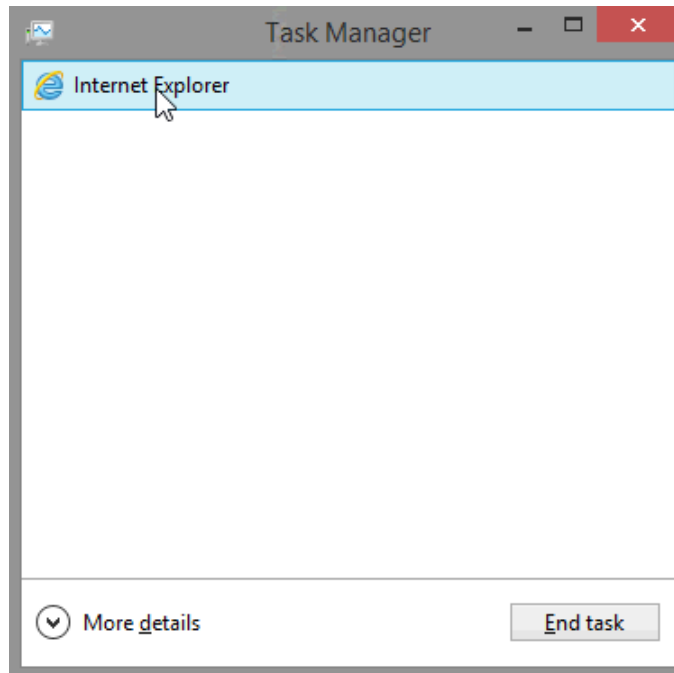 Task Manager
Internet Explorer
More details
End task